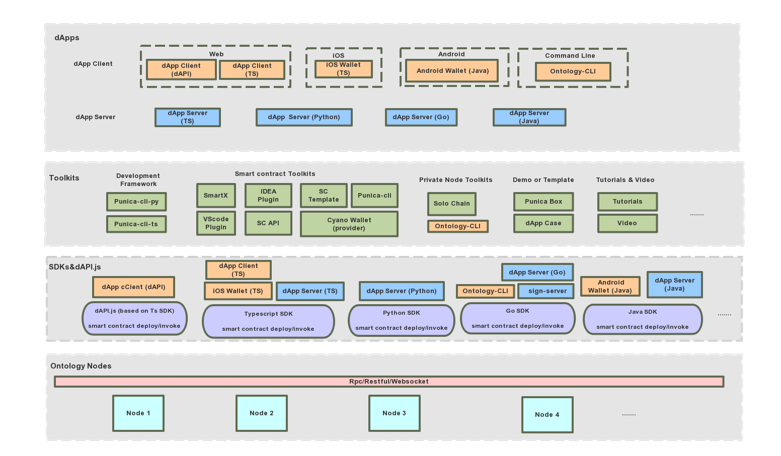 dApps
Web
iOS
Android
Command Line
dApp Client
dApp Client
(dAPI)
dApp Client
(TS)
iOS Wallet
(TS)
Android Wallet (Java)
Ontology-CLI
dApp Server
dApp Server
(TS)
dApp Server (Python)
dApp Server (Go)
dApp Server
(Java)
Toolkits
Development
Framework
Smart contract Toolkits
Private Node Toolkits
Demo or Template
Tutorials & Video
Punica-cli-py
Punica-cli-ts
SmartX
IDEA
Plugin
SC
Template
Punica-cli
VScode
Plugin
SC API
Cyano Wallet
(provider)
Solo Chain
Ontology-CLI
Punica Box
dApp Case
Tutorials
Video
.......
SDKs&dAPI.js
dApp cClient (dAPI)
dAPI.js (based on Ts SDK)
smart contract deploy/invoke
dApp Client
(TS)
iOS Wallet (TS)
dApp Server (TS)
Typescript SDK
smart contract deploy/invoke
dApp Server (Python)
Python SDK
smart contract deploy/invoke
dApp Server (Go)
Ontology-CLI
sign-server
Go SDK
smart contract deploy/invoke
Android
Wallet (Java)
dApp Server
(Java)
Java SDK
smart contract deploy/invoke
.......
Ontology Nodes
Rpc/Restful/Websocket
Node 1
Node 2
Node 3
Node 4
.......